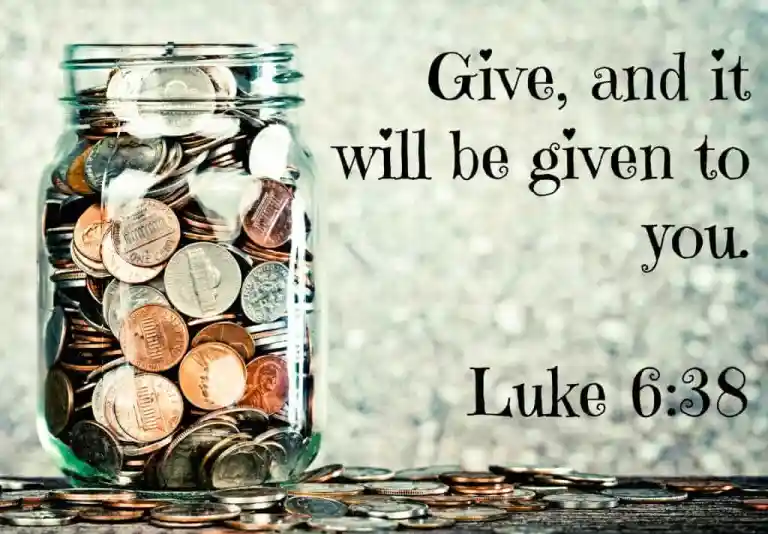 Give, and it
will be given to
you.
Luke 6:38